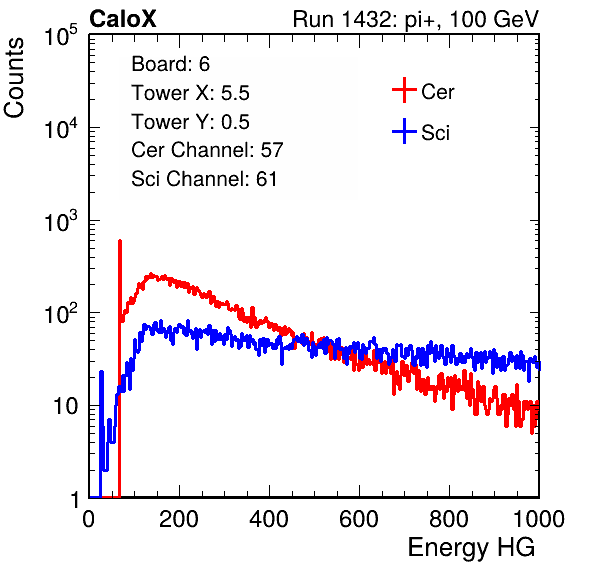 CaloX Run 1432: pi+, 100 GeV
Counts
Board: 6
Tower X: 5.5
Tower Y: 0.5
Cer Channel: 57
Sci Channel: 61
Cer
Sci
10^5
10^4
10^3
10^2
10
1
0 200 400 600 800 1000
Energy HG